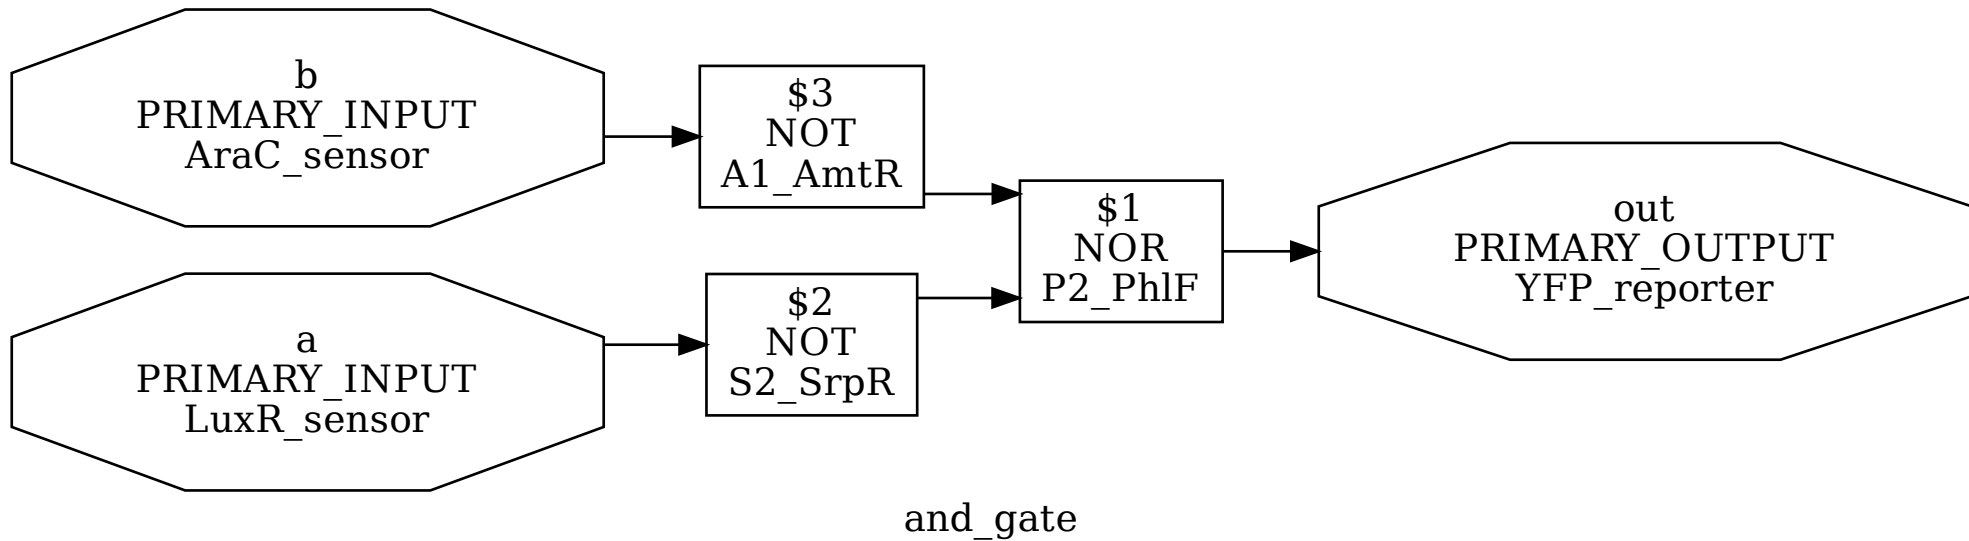 b
PRIMARY_INPUT
AraC_sensor
$3
NOT
A1_AmtR
a
PRIMARY_INPUT
LuxR_sensor
$2
NOT
S2_SrpR
$1
NOR
P2_PhlF
out
PRIMARY_OUTPUT
YFP_reporter
and_gate